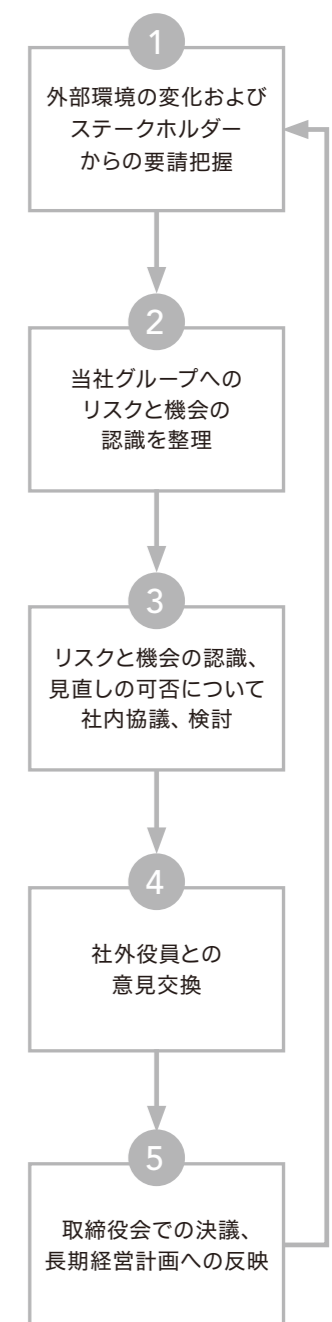 1
外部環境の変化および
ステークホルダー
からの要請把握
2
当社グループへの
リスクと機会の
認識を整理
3
リスクと機会の認識、
見直しの可否について
社内協議、検討
4
社外役員との
意見交換
5
取締役会での決議、
長期経営計画への反映